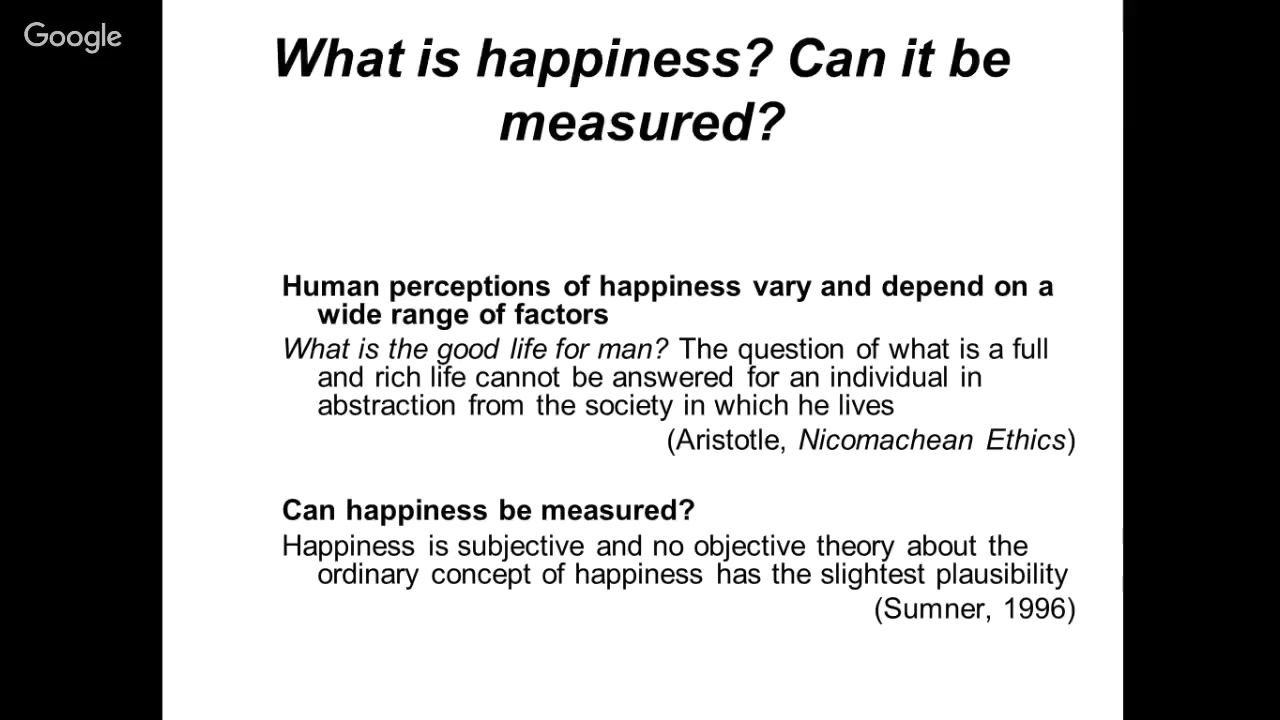 Google
What is happiness? Can it be
measured?
Human perceptions of happiness vary and depend on a
wide range of factors
What is the good life for man? The question of what is a full
and rich life cannot be answered for an individual in
abstraction from the society in which he lives
(Aristotle, Nicomachean Ethics)
Can happiness be measured?
Happiness is subjective and no objective theory about the
ordinary concept of happiness has the slightest plausibility
(Sumner, 1996)